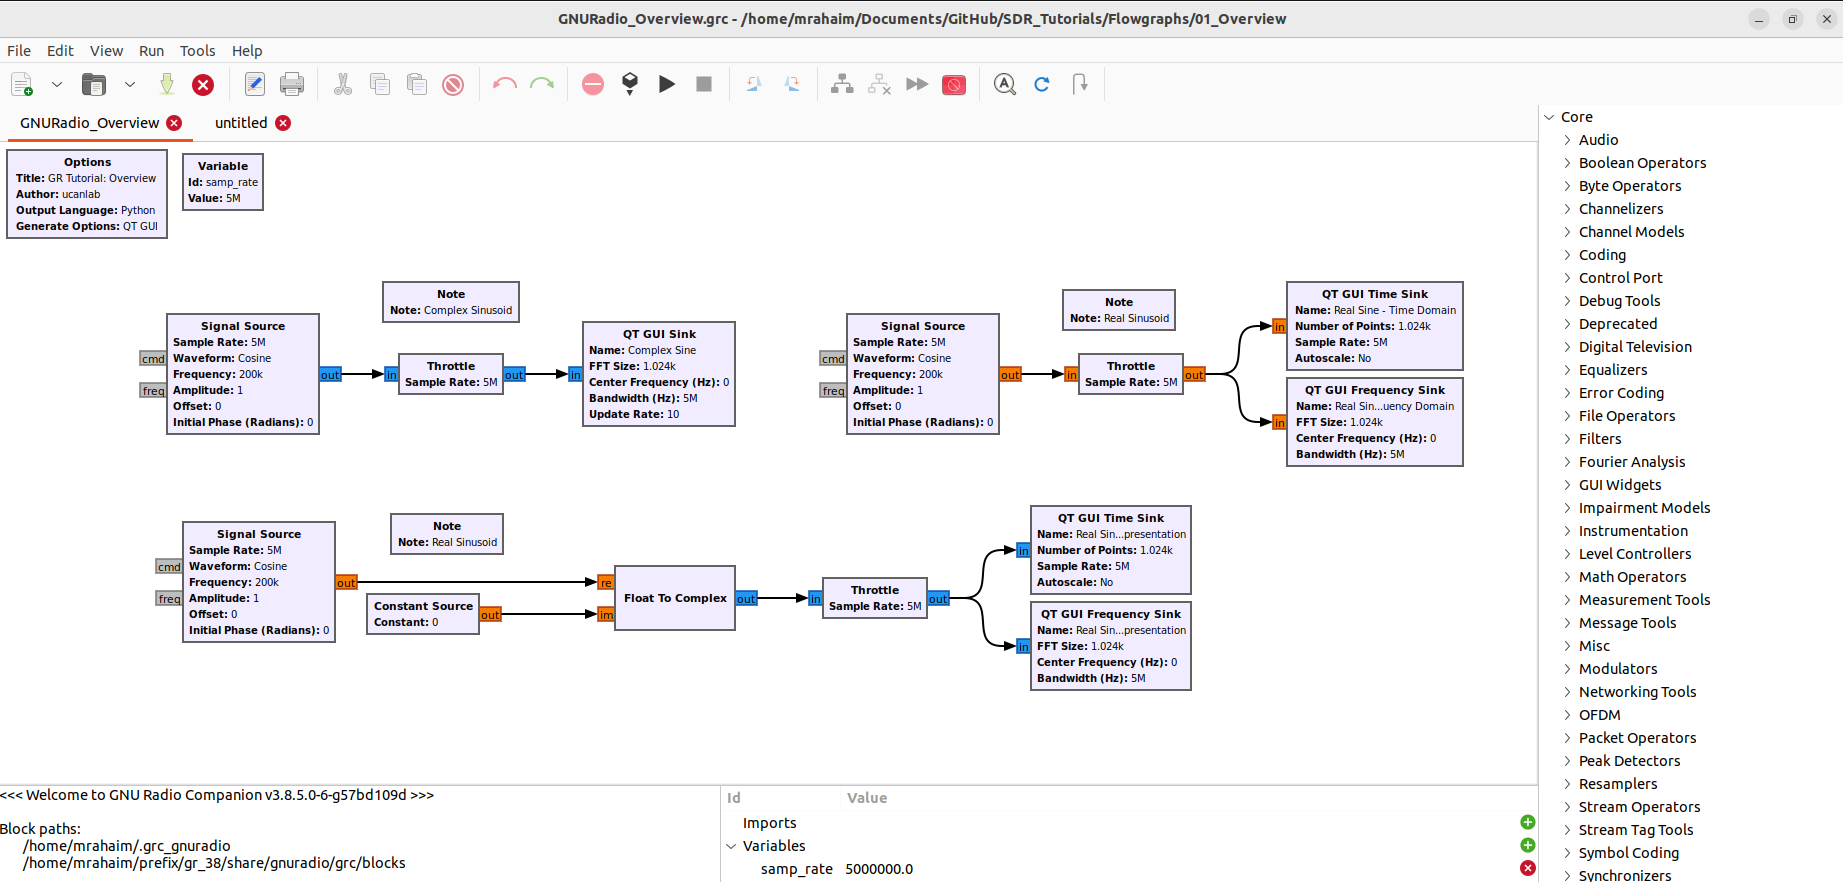 GNURadio_Overview.grc - /home/mrahaim/Documents/GitHub/SDR_Tutorials/Flowgraphs/01_Overview
File Edit View Run Tools Help
GNURadio_Overview untitled
Options
Title: GR Tutorial: Overview
Author: ucanlab
Output Language: Python
Generate Options: QT GUI
Variable
Id: samp_rate
Value: 5M
Signal Source
Sample Rate: 5M
Waveform: Cosine
Frequency: 200k
Amplitude: 1
Offset: 0
Initial Phase (Radians): 0
cmd
freq
out
Note
Note: Complex Sinusoid
in
Throttle
Sample Rate: 5M
out
in
QT GUI Sink
Name: Complex Sine
FFT Size: 1.024k
Center Frequency (Hz): 0
Bandwidth (Hz): 5M
Update Rate: 10
Signal Source
Sample Rate: 5M
Waveform: Cosine
Frequency: 200k
Amplitude: 1
Offset: 0
Initial Phase (Radians): 0
cmd
freq
out
Note
Note: Real Sinusoid
in
Throttle
Sample Rate: 5M
out
in
QT GUI Time Sink
Name: Real Sine - Time Domain
Number of Points: 1.024k
Sample Rate: 5M
Autoscale: No
in
QT GUI Frequency Sink
Name: Real Sin...uency Domain
FFT Size: 1.024k
Center Frequency (Hz): 0
Bandwidth (Hz): 5M
Signal Source
Sample Rate: 5M
Waveform: Cosine
Frequency: 200k
Amplitude: 1
Offset: 0
Initial Phase (Radians): 0
cmd
freq
out
Note
Note: Real Sinusoid
Constant Source
Constant: 0
out
re
im
Float To Complex
out
in
Throttle
Sample Rate: 5M
out
in
QT GUI Time Sink
Name: Real Sin...presentation
Number of Points: 1.024k
Sample Rate: 5M
Autoscale: No
in
QT GUI Frequency Sink
Name: Real Sin...presentation
FFT Size: 1.024k
Center Frequency (Hz): 0
Bandwidth (Hz): 5M
Core
Audio
Boolean Operators
Byte Operators
Channelizers
Channel Models
Coding
Control Port
Debug Tools
Deprecated
Digital Television
Equalizers
Error Coding
File Operators
Filters
Fourier Analysis
GUI Widgets
Impairment Models
Instrumentation
Level Controllers
Math Operators
Measurement Tools
Message Tools
Misc
Modulators
Networking Tools
OFDM
Packet Operators
Peak Detectors
Resamplers
Stream Operators
Stream Tag Tools
Symbol Coding
Synchronizers
<<< Welcome to GNU Radio Companion v3.8.5.0-6-g57bd109d >>>
Block paths:
/home/mrahaim/.grc_gnuradio
/home/mrahaim/prefix/gr_38/share/gnuradio/grc/blocks
Id Value
Imports
Variables
samp_rate 5000000.0